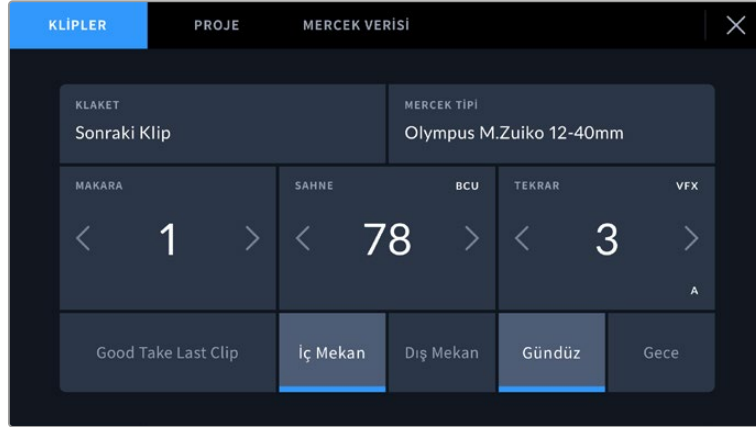 KLİPLER PROJE MERCEK VERİSİ
KLAKET MERCEK TİPİ
Sonraki Klip Olympus M.Zuiko 12-40mm
MAKARA SAHNE BCU TEKRAR VFX
1 78 3
A
Good Take Last Clip İç Mekan Dış Mekan Gündüz Gece